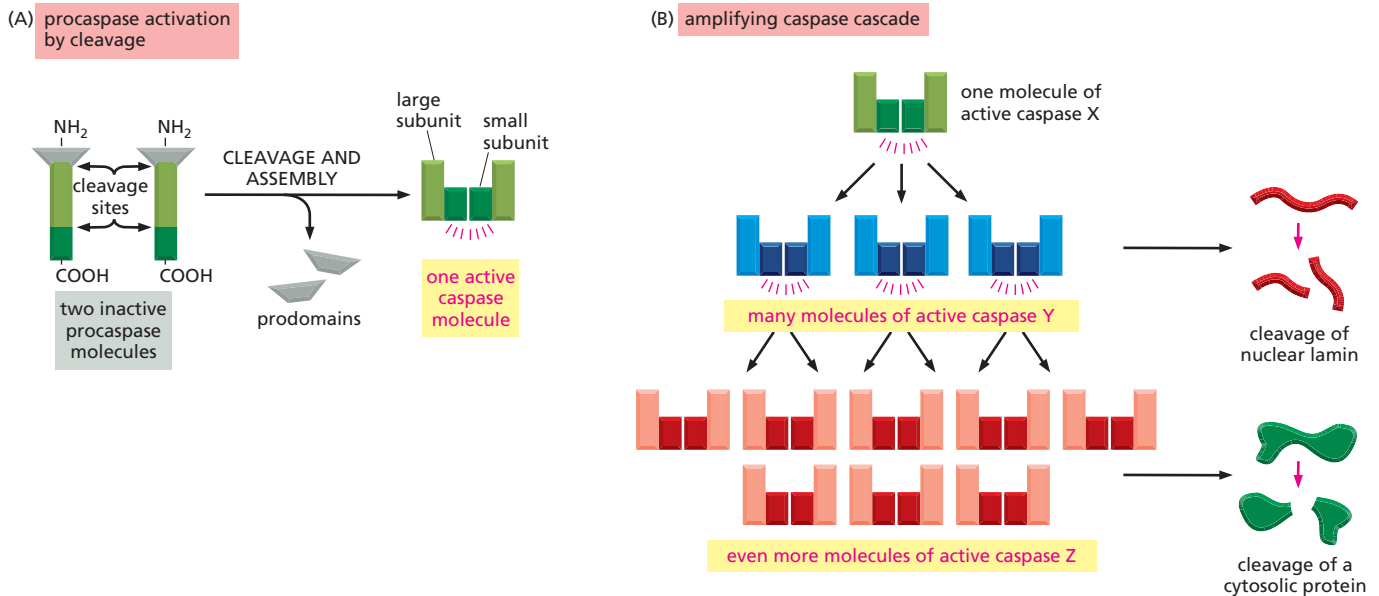 (A) procaspase activation
by cleavage
NH2
NH2
cleavage
sites
COOH
COOH
two inactive
procaspase
molecules
CLEAVAGE AND
ASSEMBLY
prodomains
large
subunit
small
subunit
one active
caspase
molecule
(B) amplifying caspase cascade
one molecule of
active caspase X
many molecules of active caspase Y
cleavage of
nuclear lamin
even more molecules of active caspase Z
cleavage of a
cytosolic protein